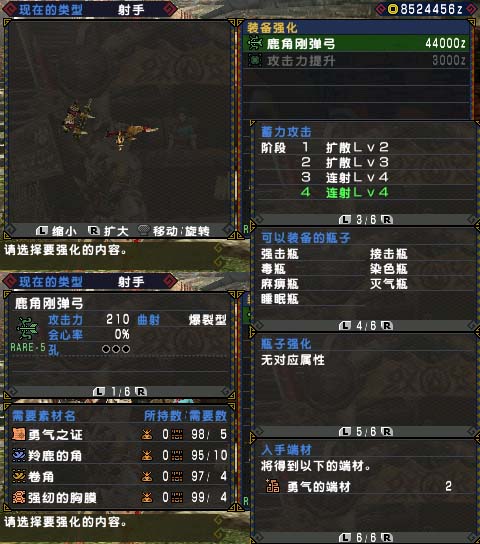 现在的类型 射手
缩小 扩大 移动/旋转
请选择要强化的内容。
8524456z
装备强化
鹿角刚弹弓 44000z
攻击力提升 3000z
蓄力攻击
阶段 1 扩散Lv2
2 扩散Lv3
3 连射Lv4
4 连射Lv4
L 3/6 R
可以装备的瓶子
强击瓶 接击瓶
毒瓶 染色瓶
麻痹瓶 灭气瓶
睡眠瓶
L 4/6 R
瓶子强化
无对应属性
L 5/6 R
入手端材
将得到以下的端材。
勇气的端材 2
L 6/6 R
现在的类型 射手
鹿角刚弹弓
攻击力 210 曲射 爆裂型
会心率 0%
RARE-5 孔
L 1/6 R
需要素材名 所持数 需要数
勇气之证 0 98/ 5
羚鹿的角 0 95/10
卷角 0 97/ 4
强纫的胸膜 0 99/ 4
请选择要强化的内容。